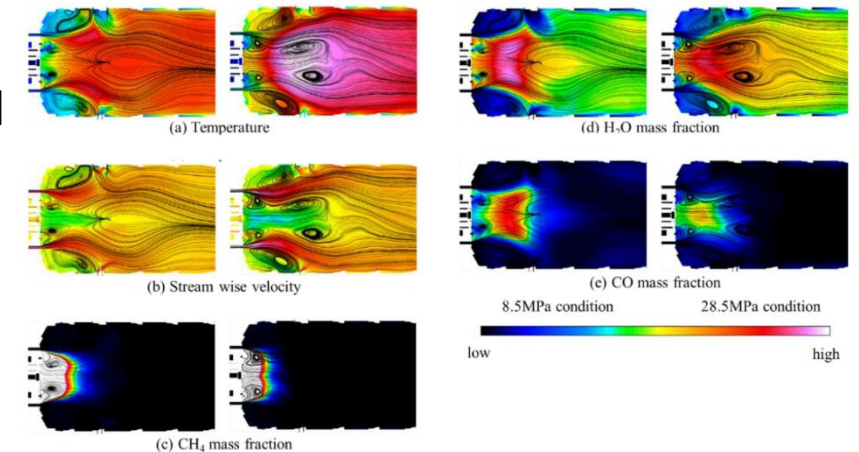 (a) Temperature
(d) H₂O mass fraction
(b) Stream wise velocity
(e) CO mass fraction
8.5MPa condition 28.5MPa condition
low high
(c) CH₄ mass fraction